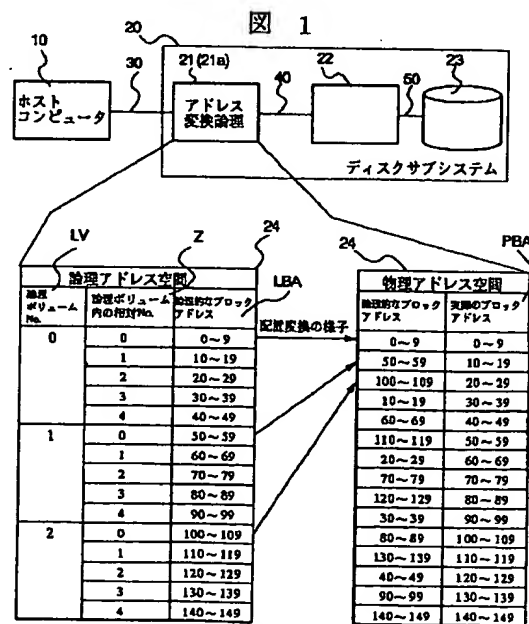 図 1
20
10
30
21(21a)
40
22
50
23
ホスト
コンピュータ
アドレス
変換論理
ディスクサブシステム
LV
Z
24
LBA
24
PBA
論理アドレス空間
論理
ボリューム
No.
論理ボリューム
内の相対No.
論理的なブロック
アドレス
0
0
0～9
1
10～19
2
20～29
3
30～39
4
40～49
1
0
50～59
1
60～69
2
70～79
3
80～89
4
90～99
2
0
100～109
1
110～119
2
120～129
3
130～139
4
140～149
配置変換の様子
物理アドレス空間
論理的なブロック
アドレス
実際のブロック
アドレス
0～9 0～9
50～59 10～19
100～109 20～29
10～19 30～39
60～69 40～49
110～119 50～59
20～29 60～69
70～79 70～79
120～129 80～89
30～39 90～99
80～89 100～109
130～139 110～119
40～49 120～129
90～99 130～139
140～149 140～149